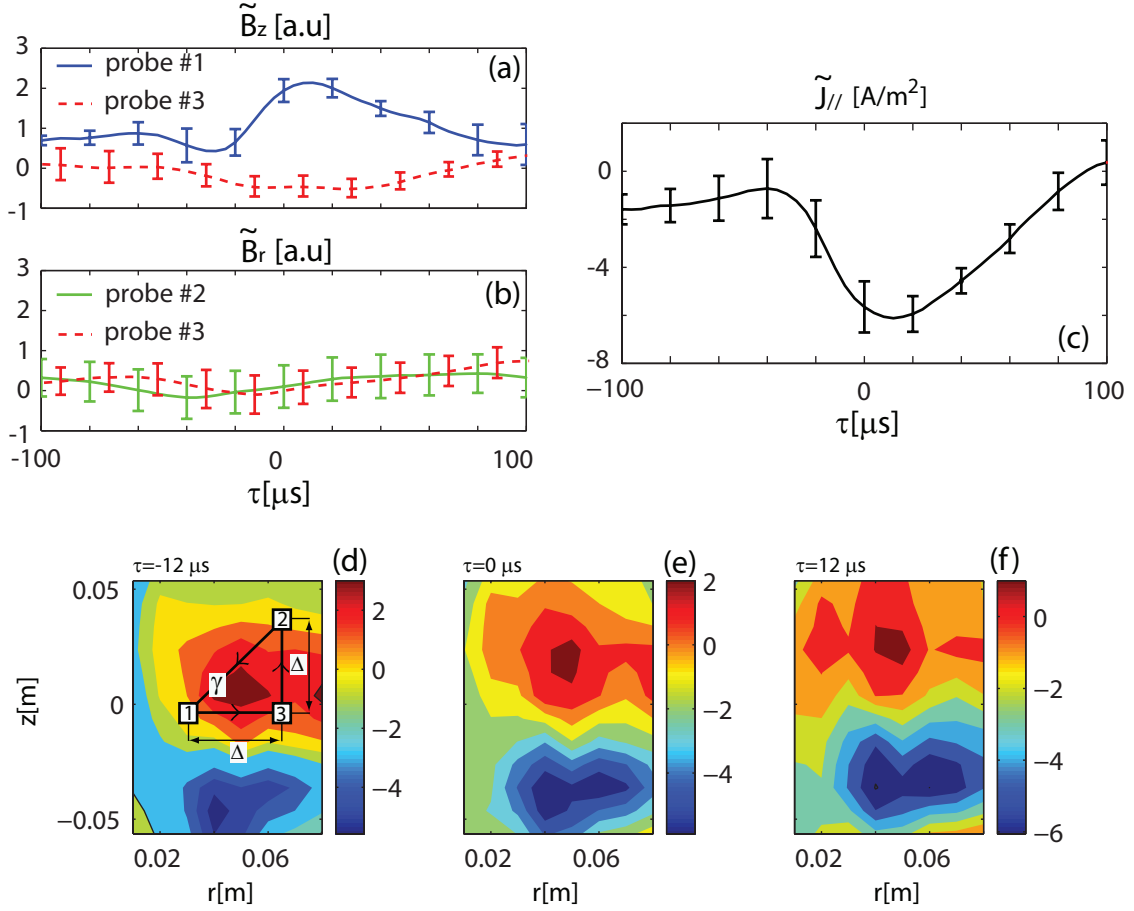 B̃z [a.u]
3
2
1
0
-1
probe #1
probe #3
(a)
B̃r [a.u]
3
2
1
0
-1
probe #2
probe #3
(b)
-100
0
100
τ[μs]
J̃// [A/m²]
0
-4
-8
(c)
−100
0
100
τ[μs]
τ=-12 μs
(d)
0.05
0
−0.05
z[m]
2
Δ
γ
1
3
Δ
0.02
0.06
r[m]
2
0
−2
−4
τ=0 μs
(e)
0.02
0.06
r[m]
2
0
−2
−4
τ=12 μs
(f)
0.02
0.06
r[m]
0
−2
−4
−6